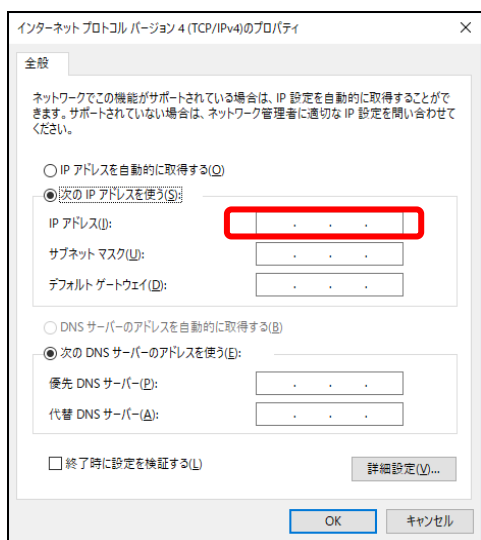 インターネット プロトコル バージョン 4 (TCP/IPv4)のプロパティ
全般
ネットワークでこの機能がサポートされている場合は、IP 設定を自動的に取得することがで
きます。サポートされていない場合は、ネットワーク管理者に適切な IP 設定を問い合わせて
ください。
IP アドレスを自動的に取得する(O)
次の IP アドレスを使う(S):
IP アドレス(I):
サブネット マスク(U):
デフォルト ゲートウェイ(D):
DNS サーバーのアドレスを自動的に取得する(B)
次の DNS サーバーのアドレスを使う(E):
優先 DNS サーバー(P):
代替 DNS サーバー(A):
終了時に設定を検証する(L)
詳細設定(V)...
OK キャンセル